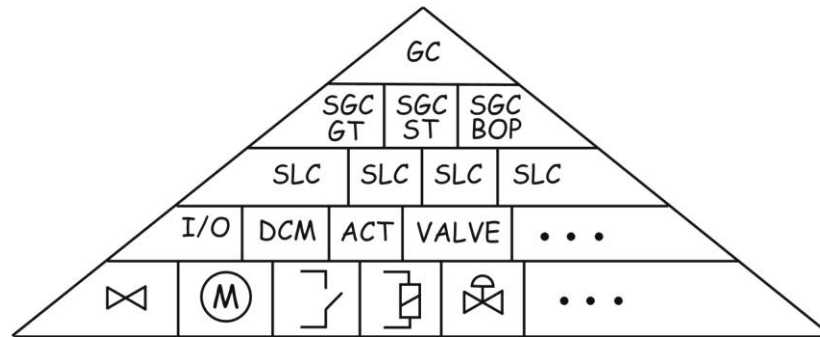 GC
SGC GT SGC ST SGC BOP
SLC SLC SLC SLC
I/O DCM ACT VALVE • • •
M • • •